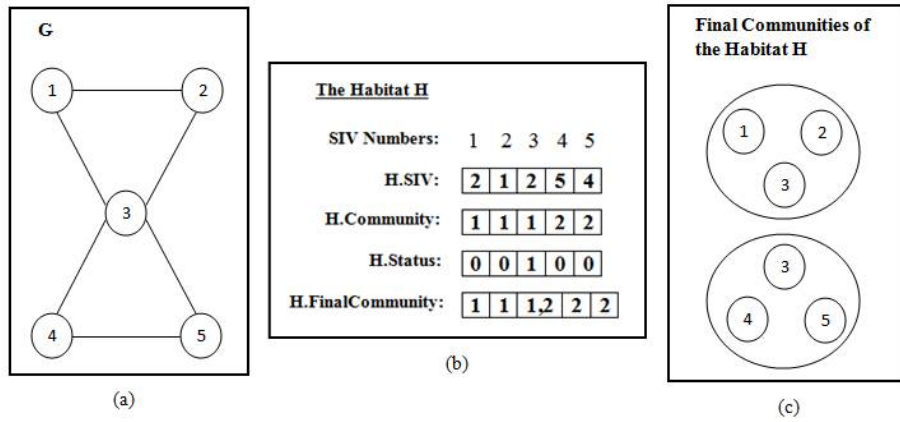 G
1
2
3
4
5
(a)
The Habitat H
SIV Numbers: 1 2 3 4 5
H.SIV: 2 1 2 5 4
H.Community: 1 1 1 2 2
H.Status: 0 0 1 0 0
H.FinalCommunity: 1 1 1,2 2 2
(b)
Final Communities of
the Habitat H
1
2
3
3
4
5
(c)